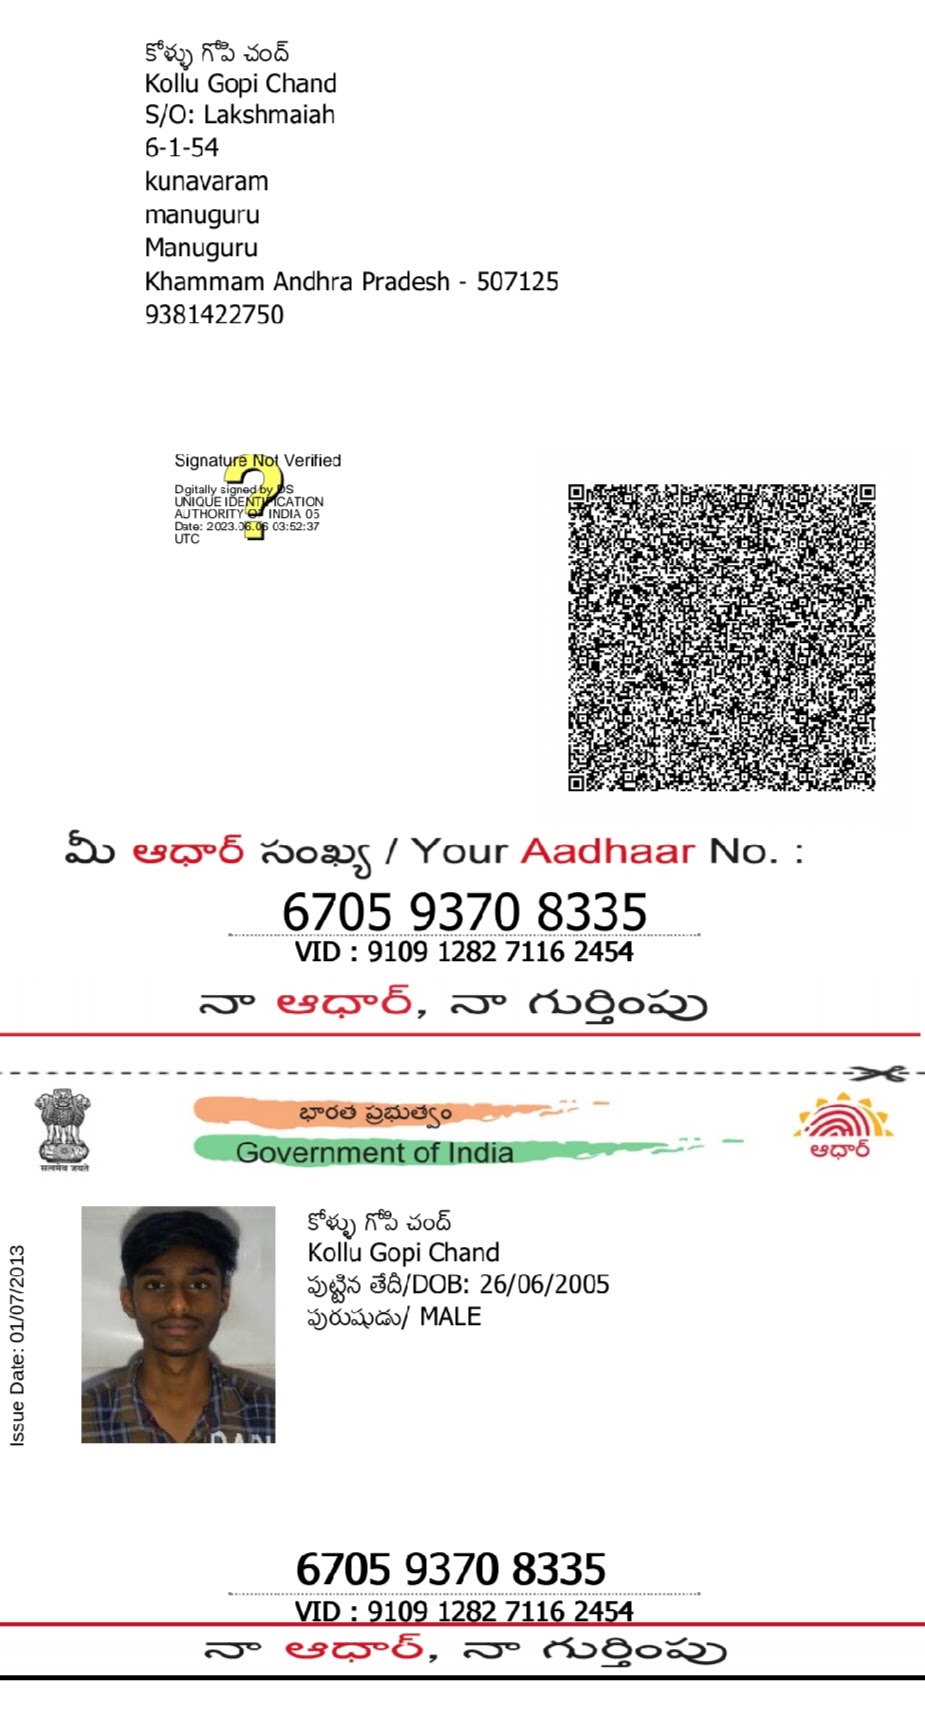 కోళ్ళు గోపి చంద్
Kollu Gopi Chand
S/O: Lakshmaiah
6-1-54
kunavaram
manuguru
Manuguru
Khammam Andhra Pradesh - 507125
9381422750
Signature Not Verified
Dgitally signed by DS
UNIQUE IDENTIFICATION
AUTHORITY OF INDIA 05
Date: 2023.06.06 03:52:37
UTC
మీ ఆధార్ సంఖ్య / Your Aadhaar No. :
6705 9370 8335
VID : 9109 1282 7116 2454
నా ఆధార్, నా గుర్తింపు
భారత ప్రభుత్వం
Government of India
सत्यमेव जयते
ఆధార్
Issue Date: 01/07/2013
కోళ్ళు గోపి చంద్
Kollu Gopi Chand
పుట్టిన తేదీ/DOB: 26/06/2005
పురుషుడు/ MALE
6705 9370 8335
VID : 9109 1282 7116 2454
నా ఆధార్, నా గుర్తింపు